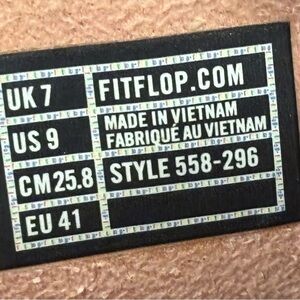 UK 7
US 9
CM 25.8
EU 41
FITFLOP.COM
MADE IN VIETNAM
FABRIQUÉ AU VIETNAM
STYLE 558-296